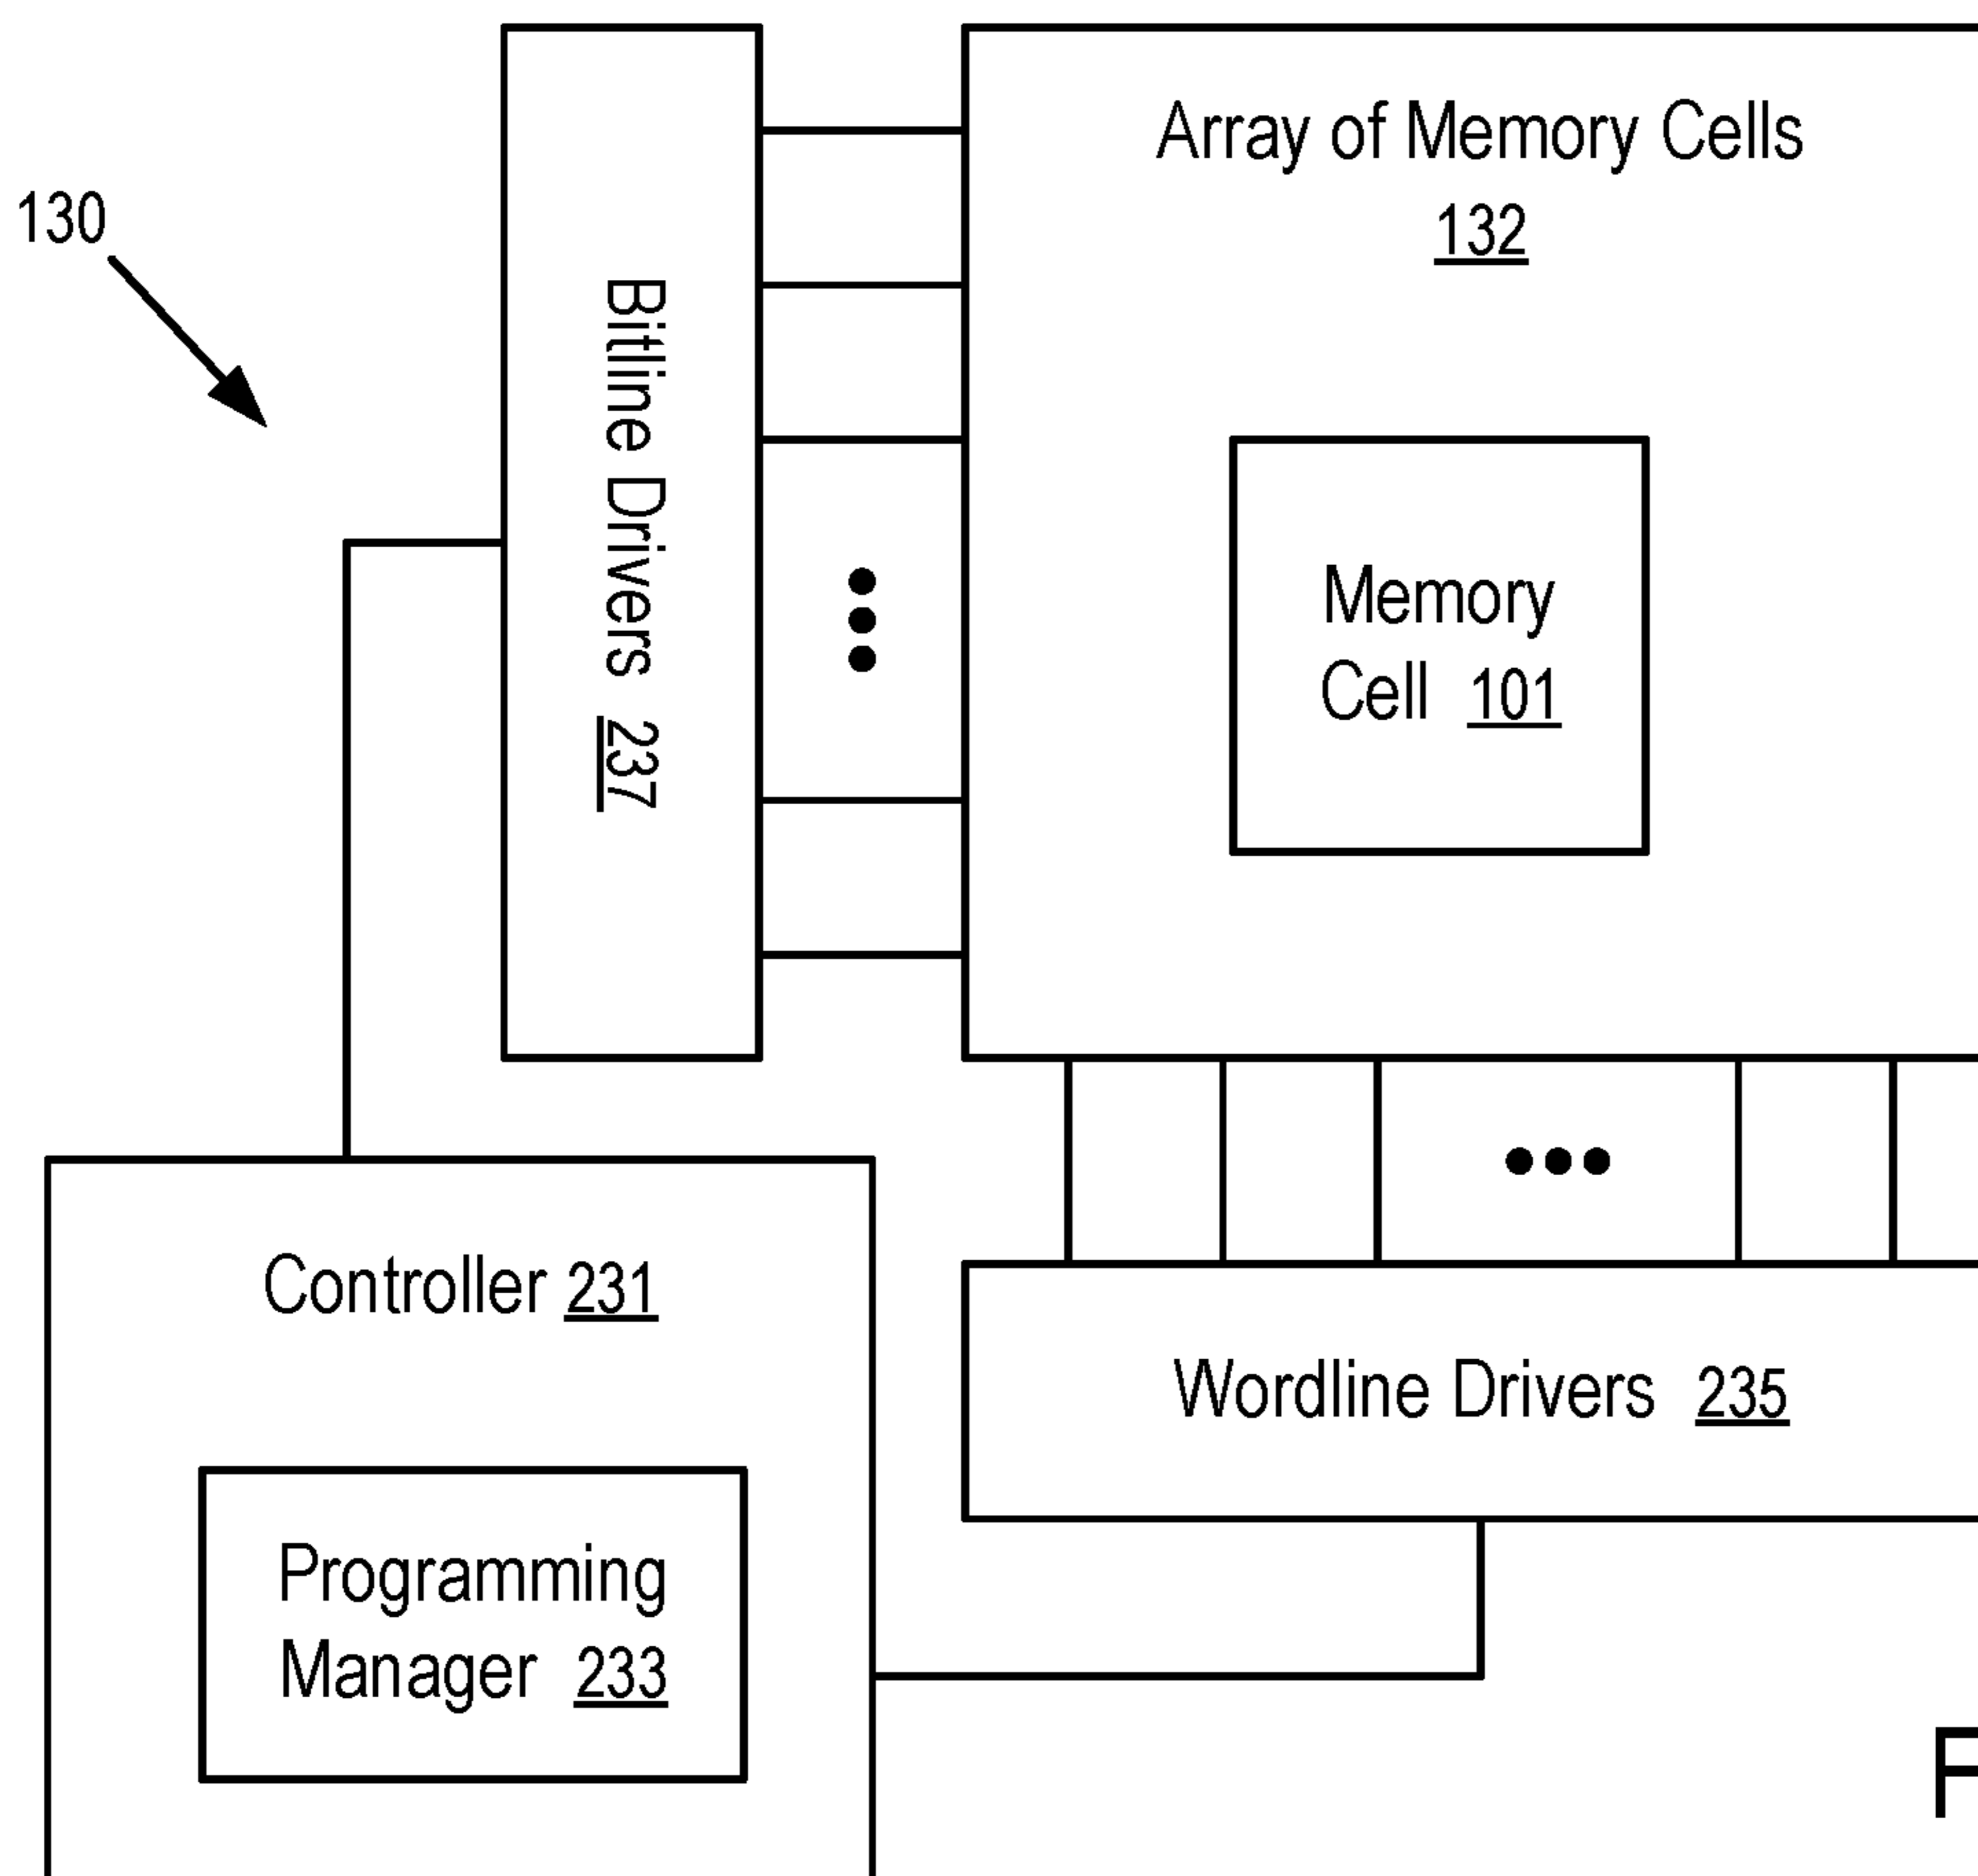 130
Array of Memory Cells
132
Bitline Drivers 237
Memory
Cell 101
Controller 231
Wordline Drivers 235
Programming
Manager 233
F